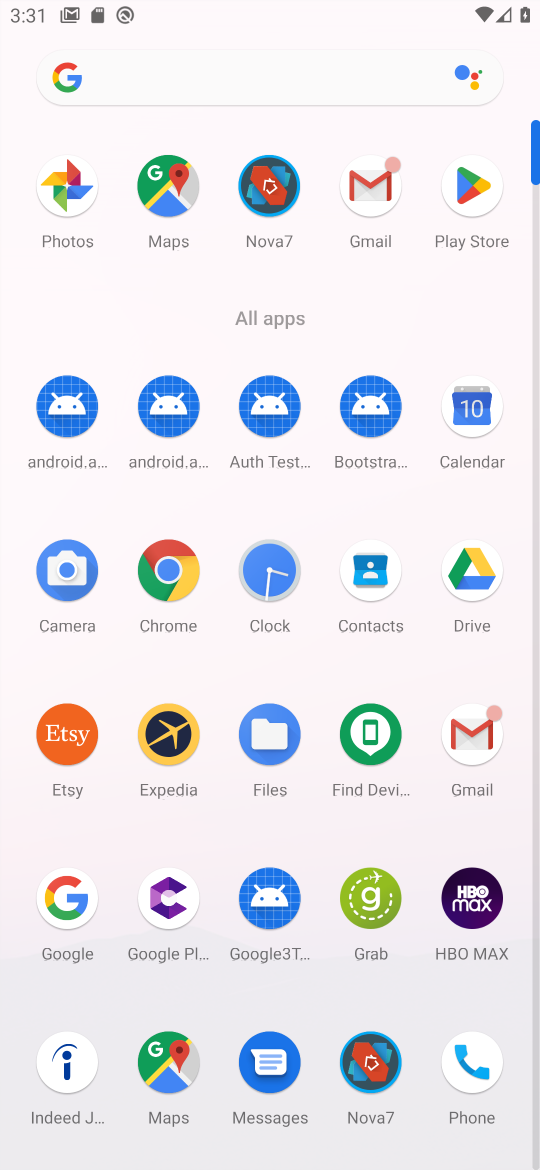 3:31
Photos Maps Nova7 Gmail Play Store
All apps
android.a... android.a... Auth Test... Bootstra... Calendar
10
Camera Chrome Clock Contacts Drive
Etsy
Etsy Expedia Files Find Devi... Gmail
HBO
max
Google Google Pl... Google3T... Grab HBO MAX
Indeed J... Maps Messages Nova7 Phone